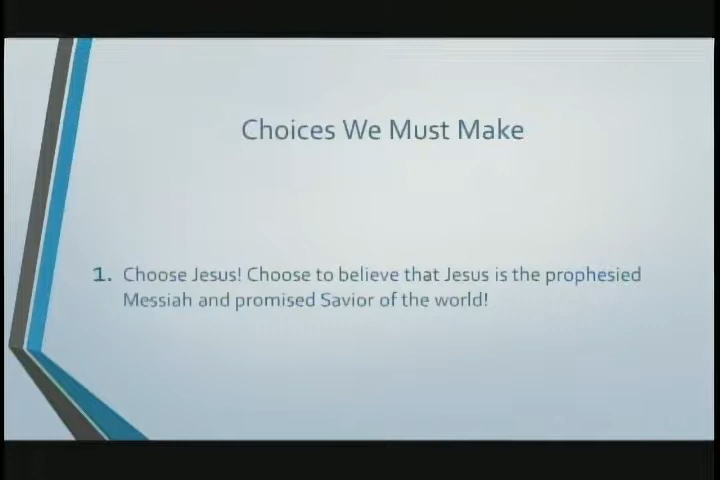 Choices We Must Make
1. Choose Jesus! Choose to believe that Jesus is the prophesied
Messiah and promised Savior of the world!